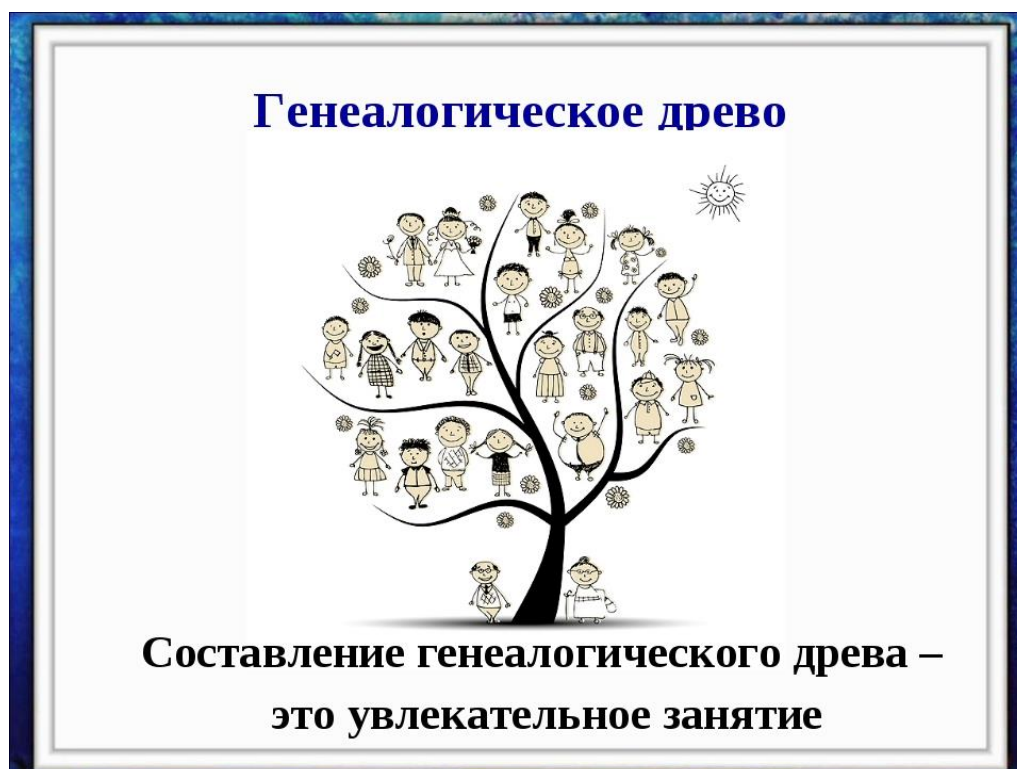 Генеалогическое древо
Составление генеалогического древа –
это увлекательное занятие